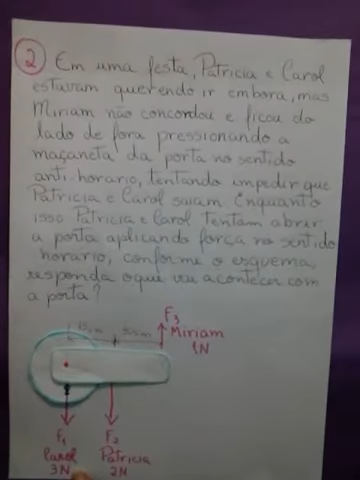 2 Em uma festa, Patricia e Carol
estavam querendo ir embora, mas
Miriam não concordou e ficou do
lado de fora pressionando a
maçaneta da porta no sentido
anti-horario, tentando impedir que
Patricia e Carol saiam. Enquanto
isso Patricia e Carol tentam abrir
a porta aplicando força no sentido
horario, conforme o esquema,
responda o que vai acontecer com
a porta?
F3
Miriam
1N
F1 F2
Carol Patricia
3N 2N